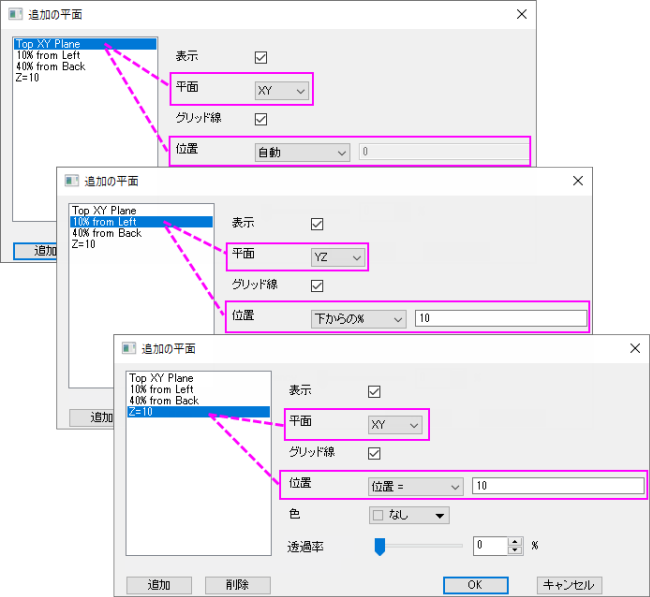 追加の平面
Top XY Plane
10% from Left
40% from Back
Z=10
表示
平面
XY
グリッド線
位置
自動
0
追加
追加の平面
Top XY Plane
10% from Left
40% from Back
Z=10
表示
平面
YZ
グリッド線
位置
下からの%
10
追加
追加の平面
Top XY Plane
10% from Left
40% from Back
Z=10
表示
平面
XY
グリッド線
位置
位置 =
10
色
なし
透過率
0
%
追加
削除
OK
キャンセル